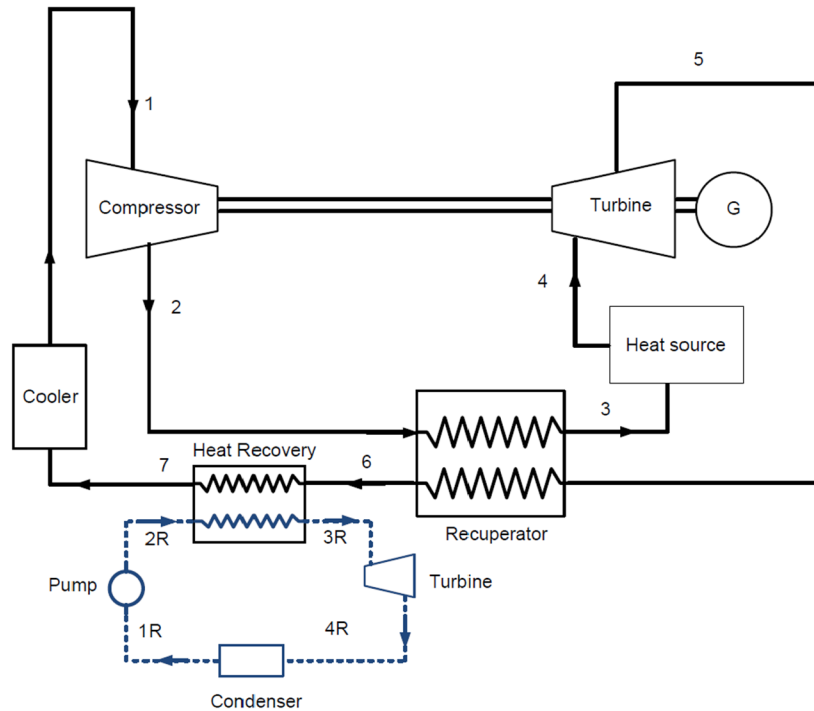 5
1
Compressor
Turbine
G
2
4
Heat source
Cooler
3
Heat Recovery
7
6
2R
3R
Recuperator
Pump
Turbine
1R
4R
Condenser